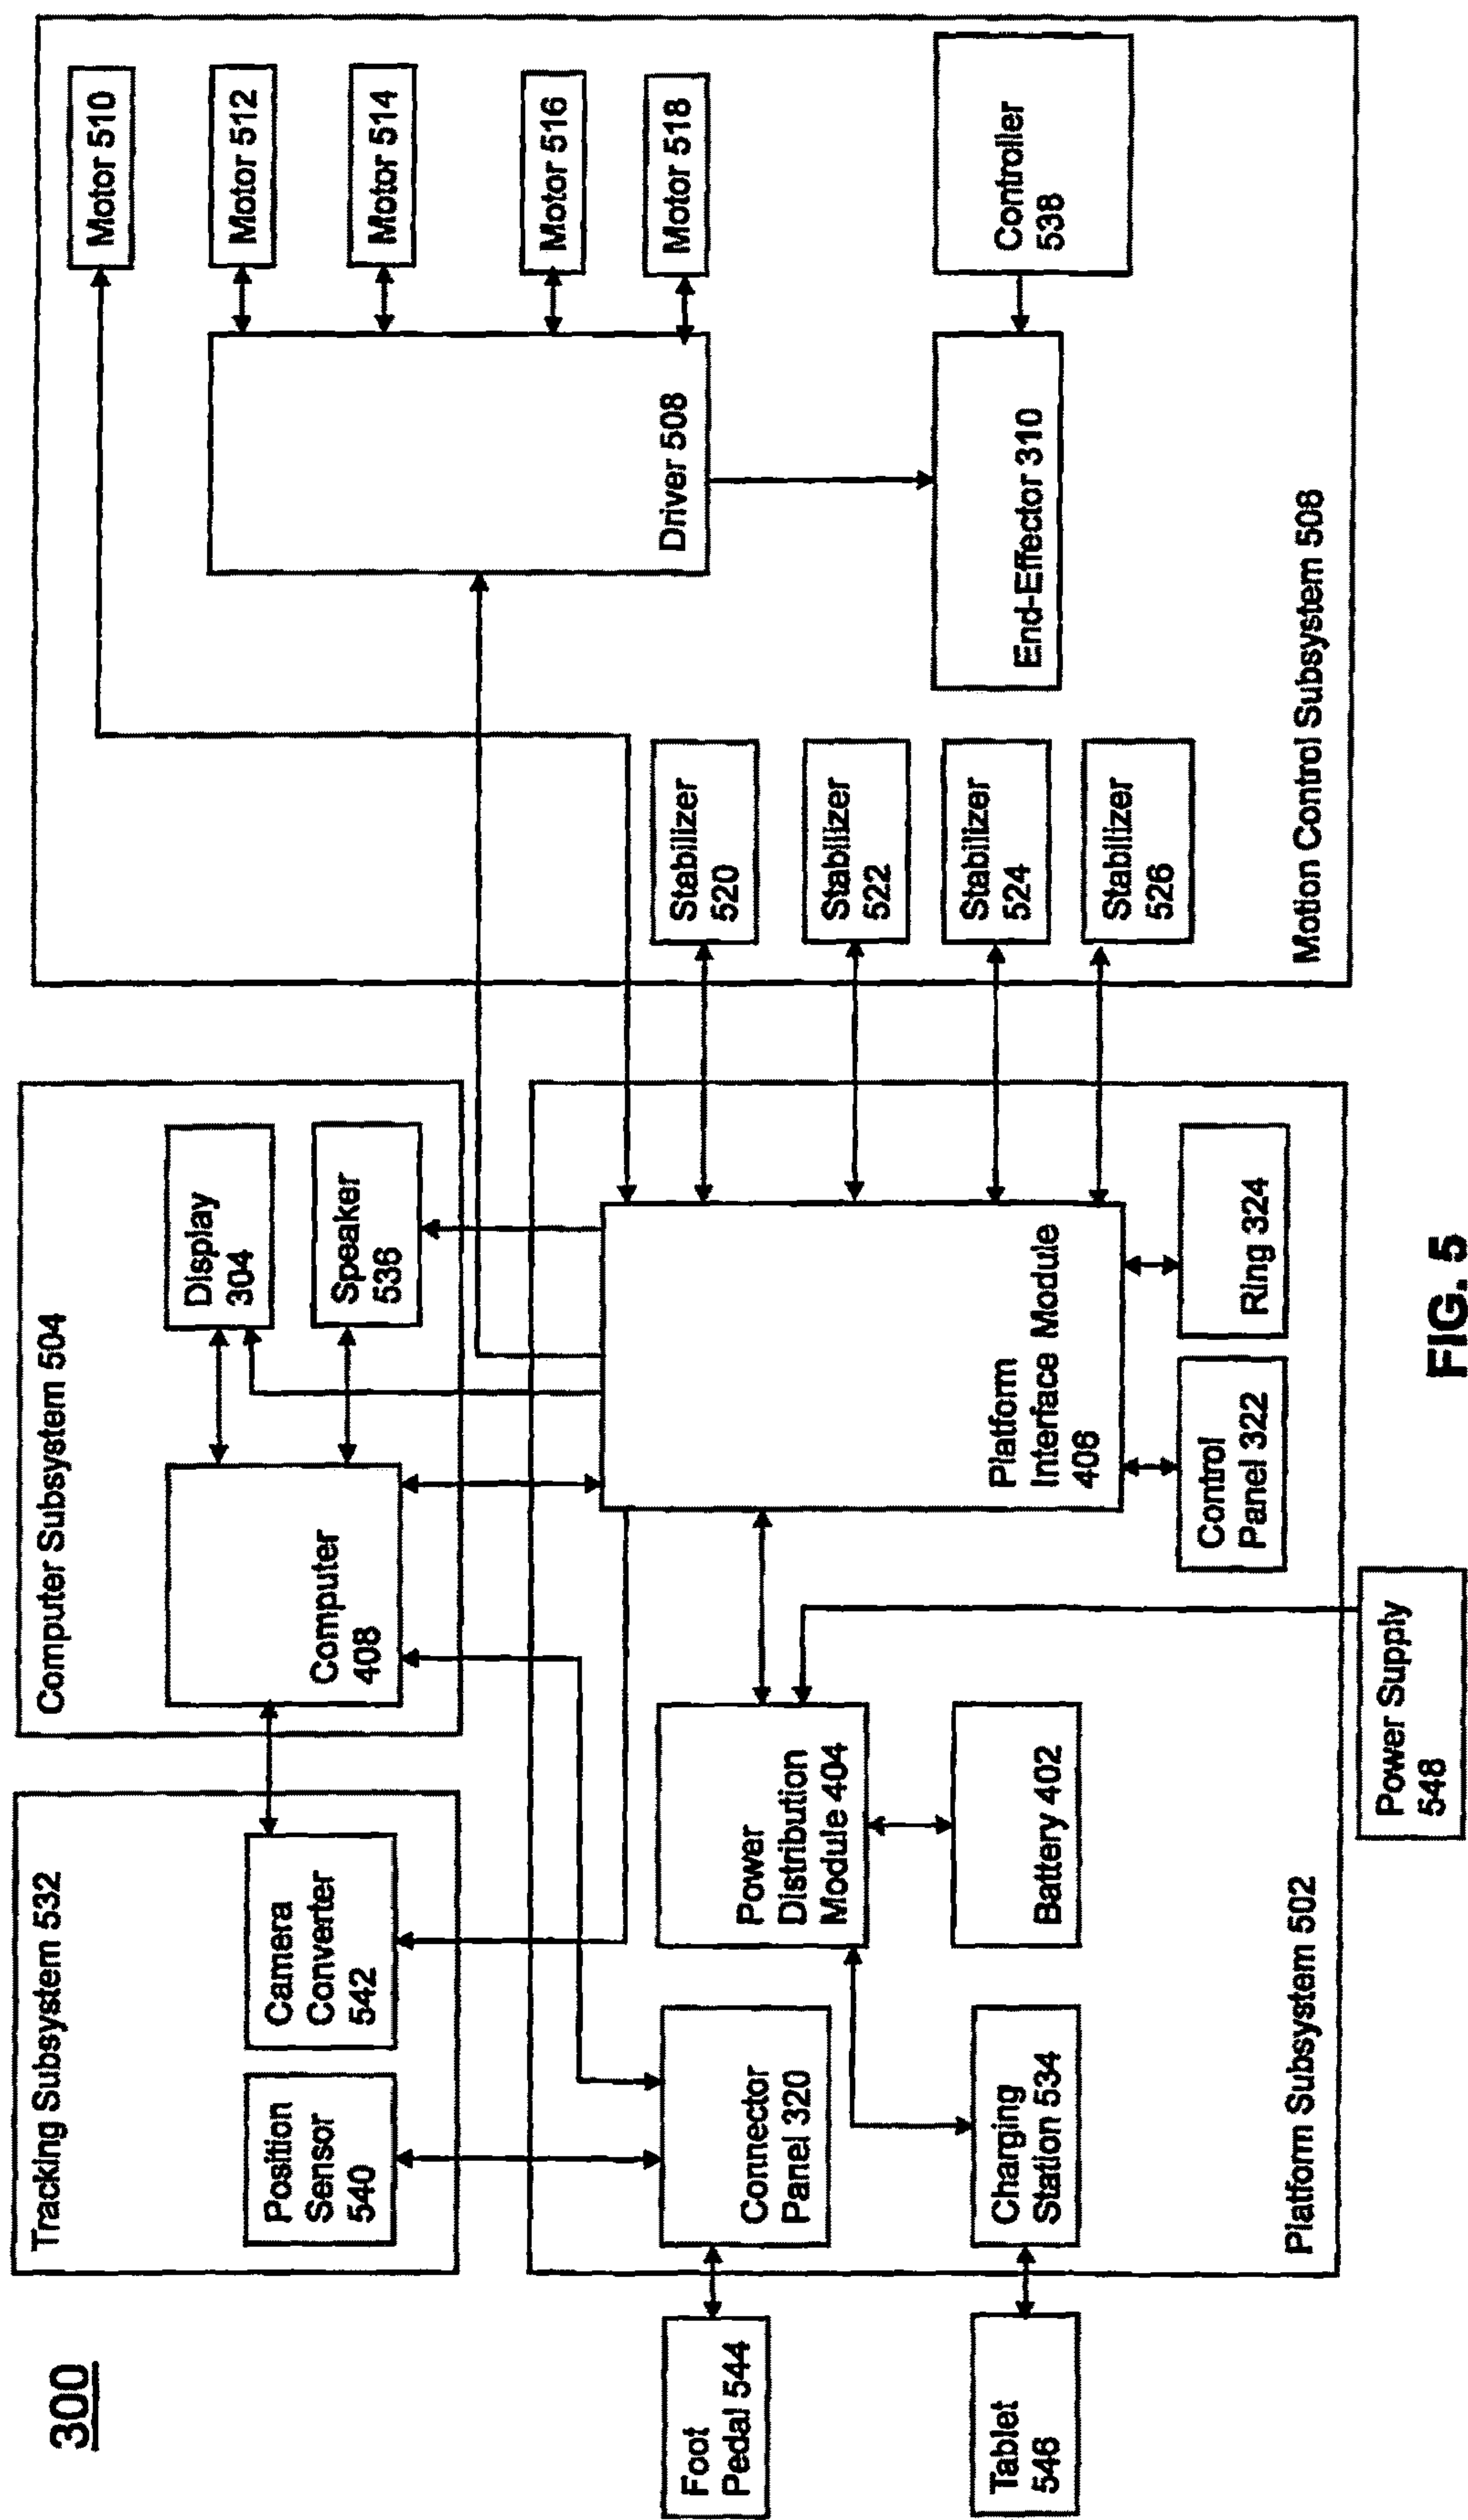 300
Tracking Subsystem 532
Position
Sensor
540
Camera
Converter
542
Computer Subsystem 504
Computer
408
Display
304
Speaker
536
Foot
Pedal 544
Tablet
546
Connector
Panel 320
Charging
Station 534
Power
Distribution
Module 404
Battery 402
Platform
Interface Module
406
Control
Panel 322
Ring 324
Platform Subsystem 502
Power Supply
548
Motor 510
Motor 512
Motor 514
Motor 516
Motor 518
Driver 508
Stabilizer
520
Stabilizer
522
Stabilizer
524
Stabilizer
526
End-Effector 310
Controller
538
Motion Control Subsystem 508
FIG. 5